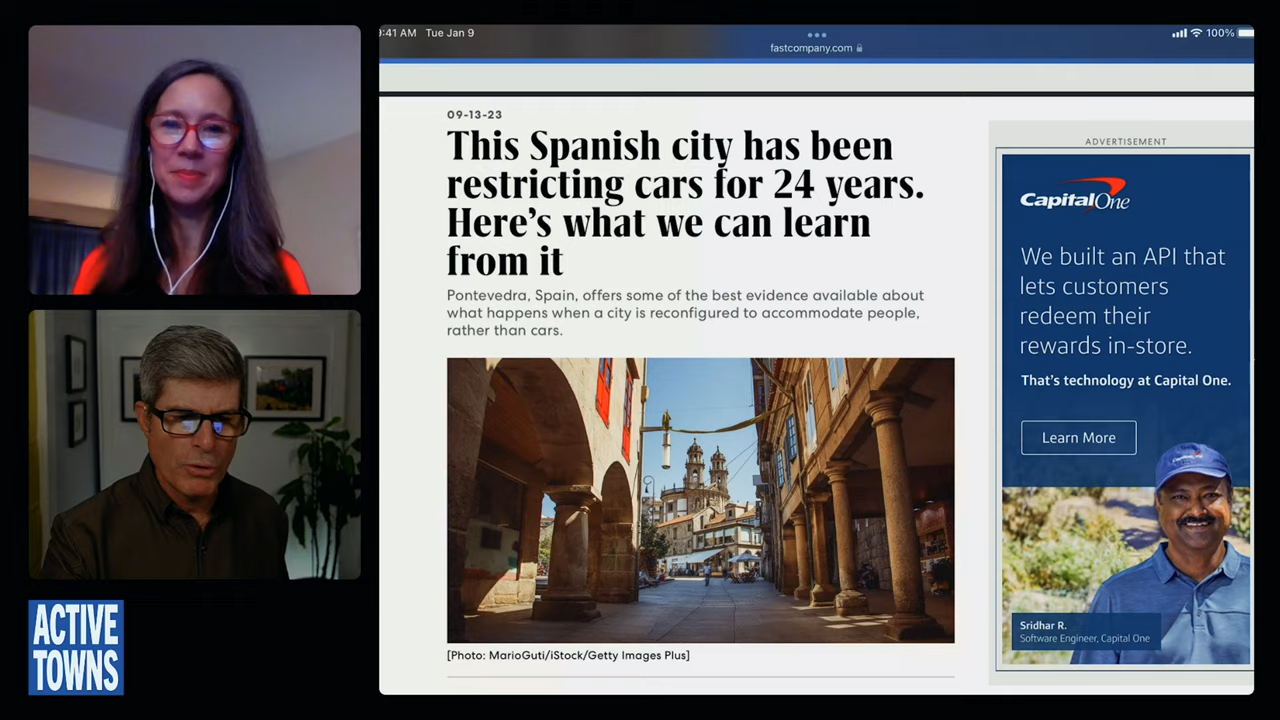 9:41 AM Tue Jan 9
fastcompany.com
100%
09-13-23
This Spanish city has been
restricting cars for 24 years.
Here's what we can learn
from it
Pontevedra, Spain, offers some of the best evidence available about
what happens when a city is reconfigured to accommodate people,
rather than cars.
[Photo: MarioGuti/iStock/Getty Images Plus]
ADVERTISEMENT
CapitalOne
We built an API that
lets customers
redeem their
rewards in-store.
That's technology at Capital One.
Learn More
Sridhar R.
Software Engineer, Capital One
ACTIVE
TOWNS